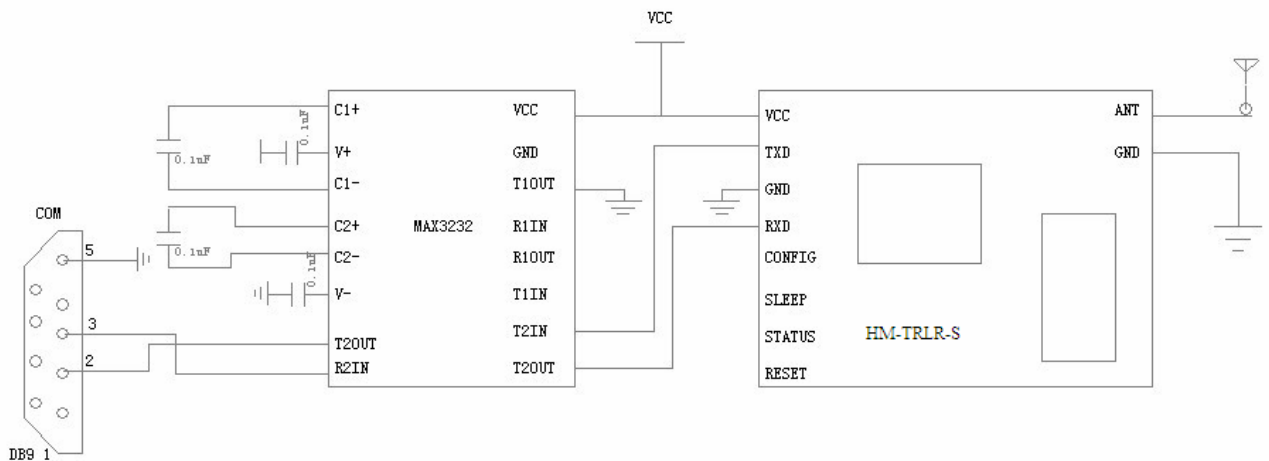 VCC
C1+
0.1uF
V+
0.1uF
C1-
C2+
0.1uF
C2-
0.1uF
V-
T2OUT
R2IN
MAX3232
VCC
GND
T1OUT
R1IN
R1OUT
T1IN
T2IN
T2OUT
COM
5
3
2
DB9 1
VCC
TXD
GND
RXD
CONFIG
SLEEP
STATUS
RESET
HM-TRLR-S
ANT
GND